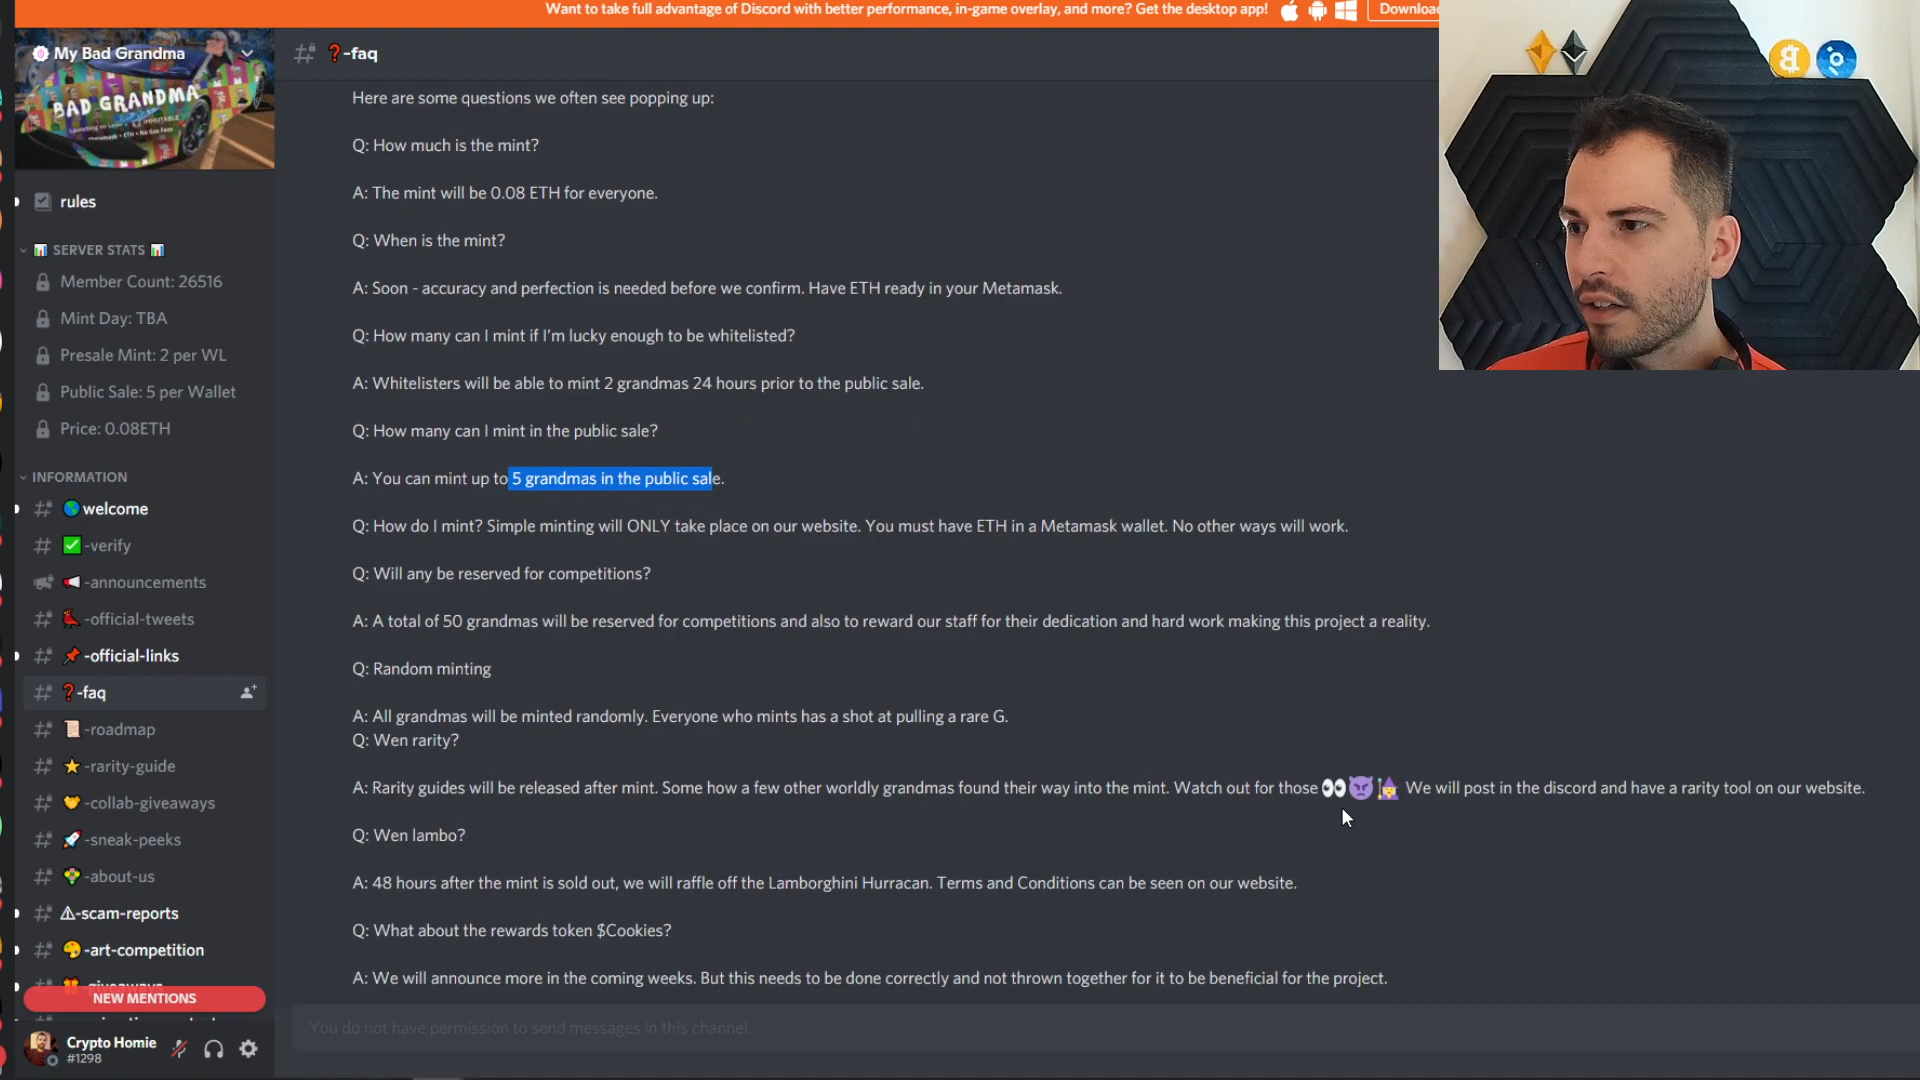 Want to take full advantage of Discord with better performance, in-game overlay, and more? Get the desktop app!
Download
My Bad Grandma
BAD GRANDMA
rules
SERVER STATS
Member Count: 26516
Mint Day: TBA
Presale Mint: 2 per WL
Public Sale: 5 per Wallet
Price: 0.08ETH
INFORMATION
welcome
-verify
-announcements
-official-tweets
-official-links
-faq
-roadmap
-rarity-guide
-collab-giveaways
-sneak-peeks
-about-us
-scam-reports
-art-competition
NEW MENTIONS
Crypto Homie
#1298
-faq
Here are some questions we often see popping up:
Q: How much is the mint?
A: The mint will be 0.08 ETH for everyone.
Q: When is the mint?
A: Soon - accuracy and perfection is needed before we confirm. Have ETH ready in your Metamask.
Q: How many can I mint if I'm lucky enough to be whitelisted?
A: Whitelisters will be able to mint 2 grandmas 24 hours prior to the public sale.
Q: How many can I mint in the public sale?
A: You can mint up to 5 grandmas in the public sale.
Q: How do I mint? Simple minting will ONLY take place on our website. You must have ETH in a Metamask wallet. No other ways will work.
Q: Will any be reserved for competitions?
A: A total of 50 grandmas will be reserved for competitions and also to reward our staff for their dedication and hard work making this project a reality.
Q: Random minting
A: All grandmas will be minted randomly. Everyone who mints has a shot at pulling a rare G.
Q: Wen rarity?
A: Rarity guides will be released after mint. Some how a few other worldly grandmas found their way into the mint. Watch out for those 👀😈🧙‍♀️ We will post in the discord and have a rarity tool on our website.
Q: Wen lambo?
A: 48 hours after the mint is sold out, we will raffle off the Lamborghini Hurracan. Terms and Conditions can be seen on our website.
Q: What about the rewards token $Cookies?
A: We will announce more in the coming weeks. But this needs to be done correctly and not thrown together for it to be beneficial for the project.
You do not have permission to send messages in this channel.